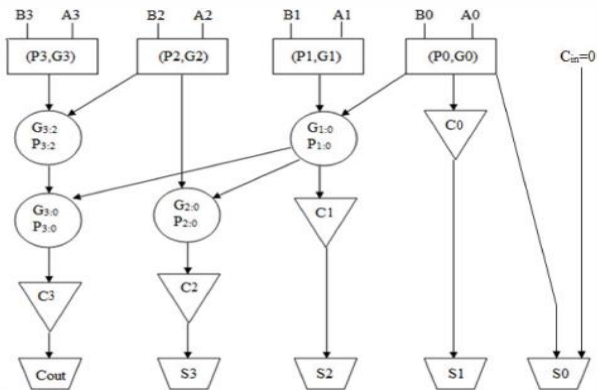 B3 A3 B2 A2 B1 A1 B0 A0
(P3,G3) (P2,G2) (P1,G1) (P0,G0) Cin=0
G3:2 G1:0 C0
P3:2 P1:0
G3:0 G2:0 C1
P3:0 P2:0
C3 C2
Cout S3 S2 S1 S0